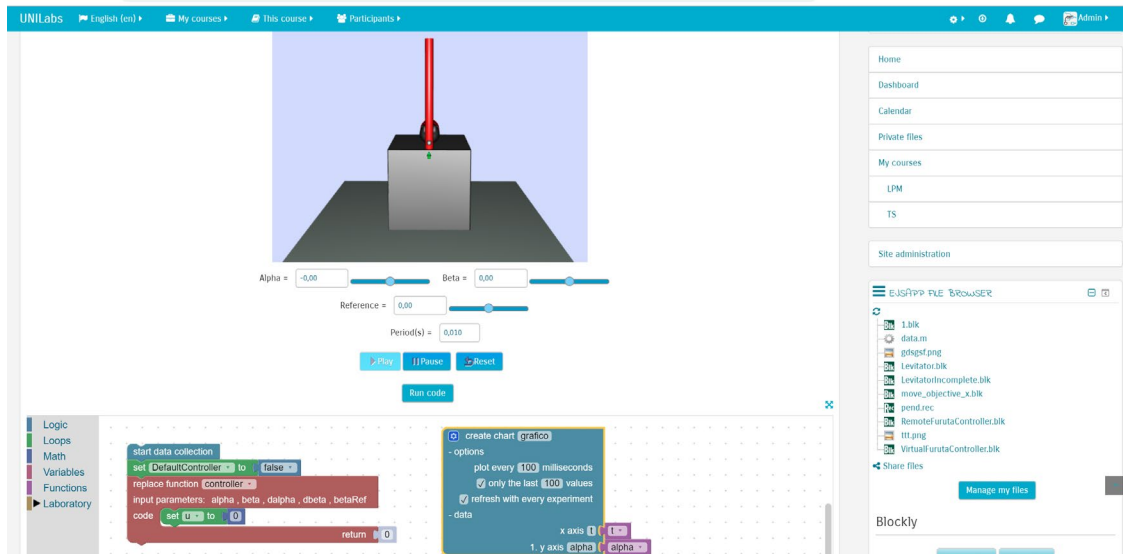 UNILabs English (en) My courses This course Participants Admin
Alpha = -0,00 Beta = 0,00
Reference = 0,00
Period(s) = 0,010
Play Pause Reset
Run code
Logic
Loops
Math
Variables
Functions
Laboratory
start data collection
set DefaultController to false
replace function controller
input parameters: alpha , beta , dalpha , dbeta , betaRef
code set u to 0
return 0
create chart grafico
- options
plot every 100 milliseconds
only the last 100 values
refresh with every experiment
- data
x axis t t
1. y axis alpha alpha
Home
Dashboard
Calendar
Private files
My courses
LPM
TS
Site administration
EJSAPP FILE BROWSER
1.blk
data.m
gdsgsf.png
Levitator.blk
LevitatorIncomplete.blk
move_objective_x.blk
pend.rec
RemoteFurutaController.blk
ttt.png
VirtualFurutaController.blk
Share files
Manage my files
Blockly